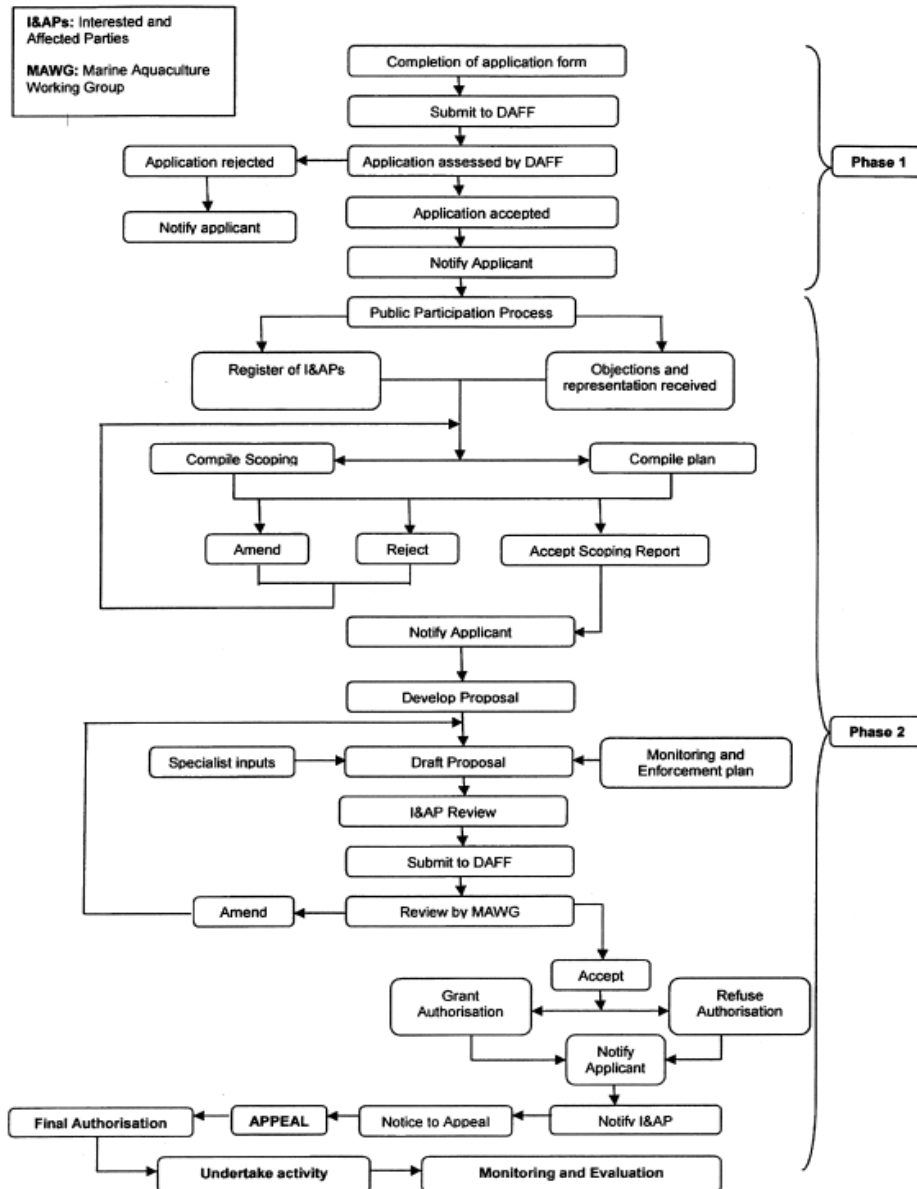 I&APs: Interested and
Affected Parties
MAWG: Marine Aquaculture
Working Group
Completion of application form
Submit to DAFF
Application rejected
Application assessed by DAFF
Phase 1
Notify applicant
Application accepted
Notify Applicant
Public Participation Process
Register of I&APs
Objections and
representation received
Compile Scoping
Compile plan
Amend
Reject
Accept Scoping Report
Notify Applicant
Develop Proposal
Phase 2
Specialist inputs
Draft Proposal
Monitoring and
Enforcement plan
I&AP Review
Submit to DAFF
Amend
Review by MAWG
Accept
Grant
Authorisation
Refuse
Authorisation
Notify
Applicant
Final Authorisation
APPEAL
Notice to Appeal
Notify I&AP
Undertake activity
Monitoring and Evaluation